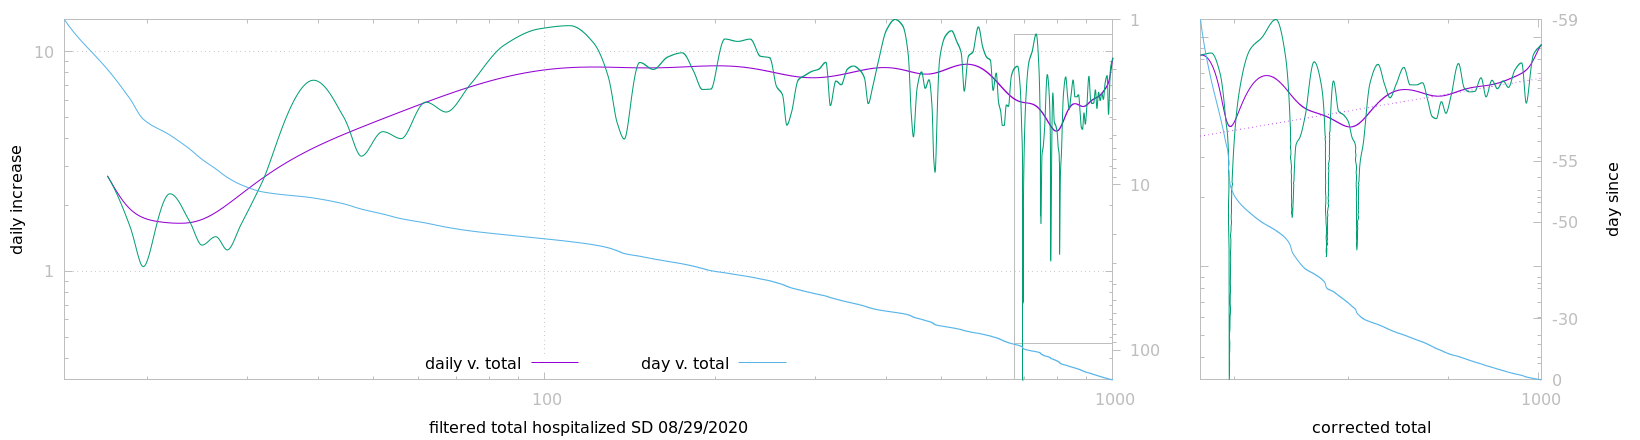 daily increase
10
1
daily v. total
day v. total
100
1000
filtered total hospitalized SD 08/29/2020
1
10
100
-59
-55
-50
-30
0
day since
1000
corrected total